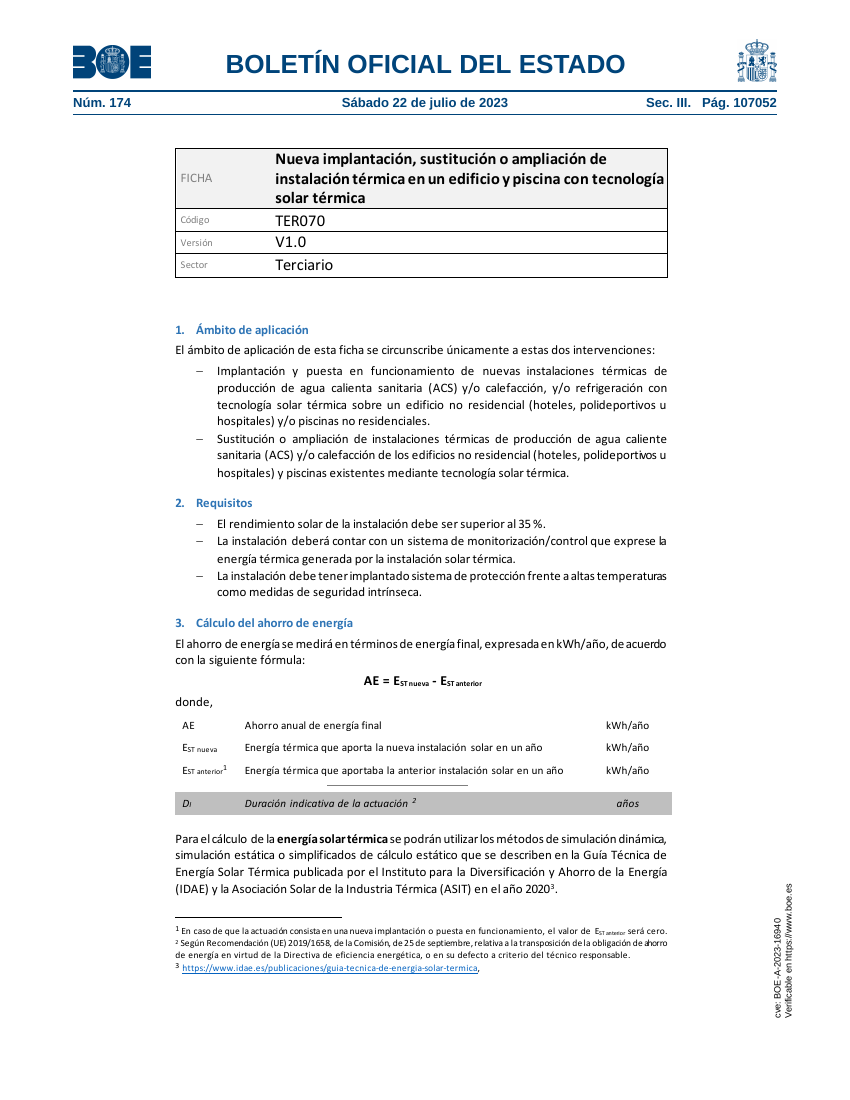 BOE
BOLETÍN OFICIAL DEL ESTADO
Núm. 174
Sábado 22 de julio de 2023
Sec. III. Pág. 107052
FICHA
Nueva implantación, sustitución o ampliación de
instalación térmica en un edificio y piscina con tecnología
solar térmica
Código
TER070
Versión
V1.0
Sector
Terciario
1. Ámbito de aplicación
El ámbito de aplicación de esta ficha se circunscribe únicamente a estas dos intervenciones:
– Implantación y puesta en funcionamiento de nuevas instalaciones térmicas de
producción de agua calienta sanitaria (ACS) y/o calefacción, y/o refrigeración con
tecnología solar térmica sobre un edificio no residencial (hoteles, polideportivos u
hospitales) y/o piscinas no residenciales.
– Sustitución o ampliación de instalaciones térmicas de producción de agua caliente
sanitaria (ACS) y/o calefacción de los edificios no residencial (hoteles, polideportivos u
hospitales) y piscinas existentes mediante tecnología solar térmica.
2. Requisitos
– El rendimiento solar de la instalación debe ser superior al 35 %.
– La instalación deberá contar con un sistema de monitorización/control que exprese la
energía térmica generada por la instalación solar térmica.
– La instalación debe tener implantado sistema de protección frente a altas temperaturas
como medidas de seguridad intrínseca.
3. Cálculo del ahorro de energía
El ahorro de energía se medirá en términos de energía final, expresada en kWh/año, de acuerdo
con la siguiente fórmula:
AE = EST nueva - EST anterior
donde,
AE Ahorro anual de energía final kWh/año
EST nueva Energía térmica que aporta la nueva instalación solar en un año kWh/año
EST anterior1 Energía térmica que aportaba la anterior instalación solar en un año kWh/año
Di Duración indicativa de la actuación 2 años
Para el cálculo de la energía solar térmica se podrán utilizar los métodos de simulación dinámica,
simulación estática o simplificados de cálculo estático que se describen en la Guía Técnica de
Energía Solar Térmica publicada por el Instituto para la Diversificación y Ahorro de la Energía
(IDAE) y la Asociación Solar de la Industria Térmica (ASIT) en el año 20203.
1 En caso de que la actuación consista en una nueva implantación o puesta en funcionamiento, el valor de EST anterior será cero.
2 Según Recomendación (UE) 2019/1658, de la Comisión, de 25 de septiembre, relativa a la transposición de la obligación de ahorro
de energía en virtud de la Directiva de eficiencia energética, o en su defecto a criterio del técnico responsable.
3 https://www.idae.es/publicaciones/guia-tecnica-de-energia-solar-termica,
cve: BOE-A-2023-16940
Verificable en https://www.boe.es